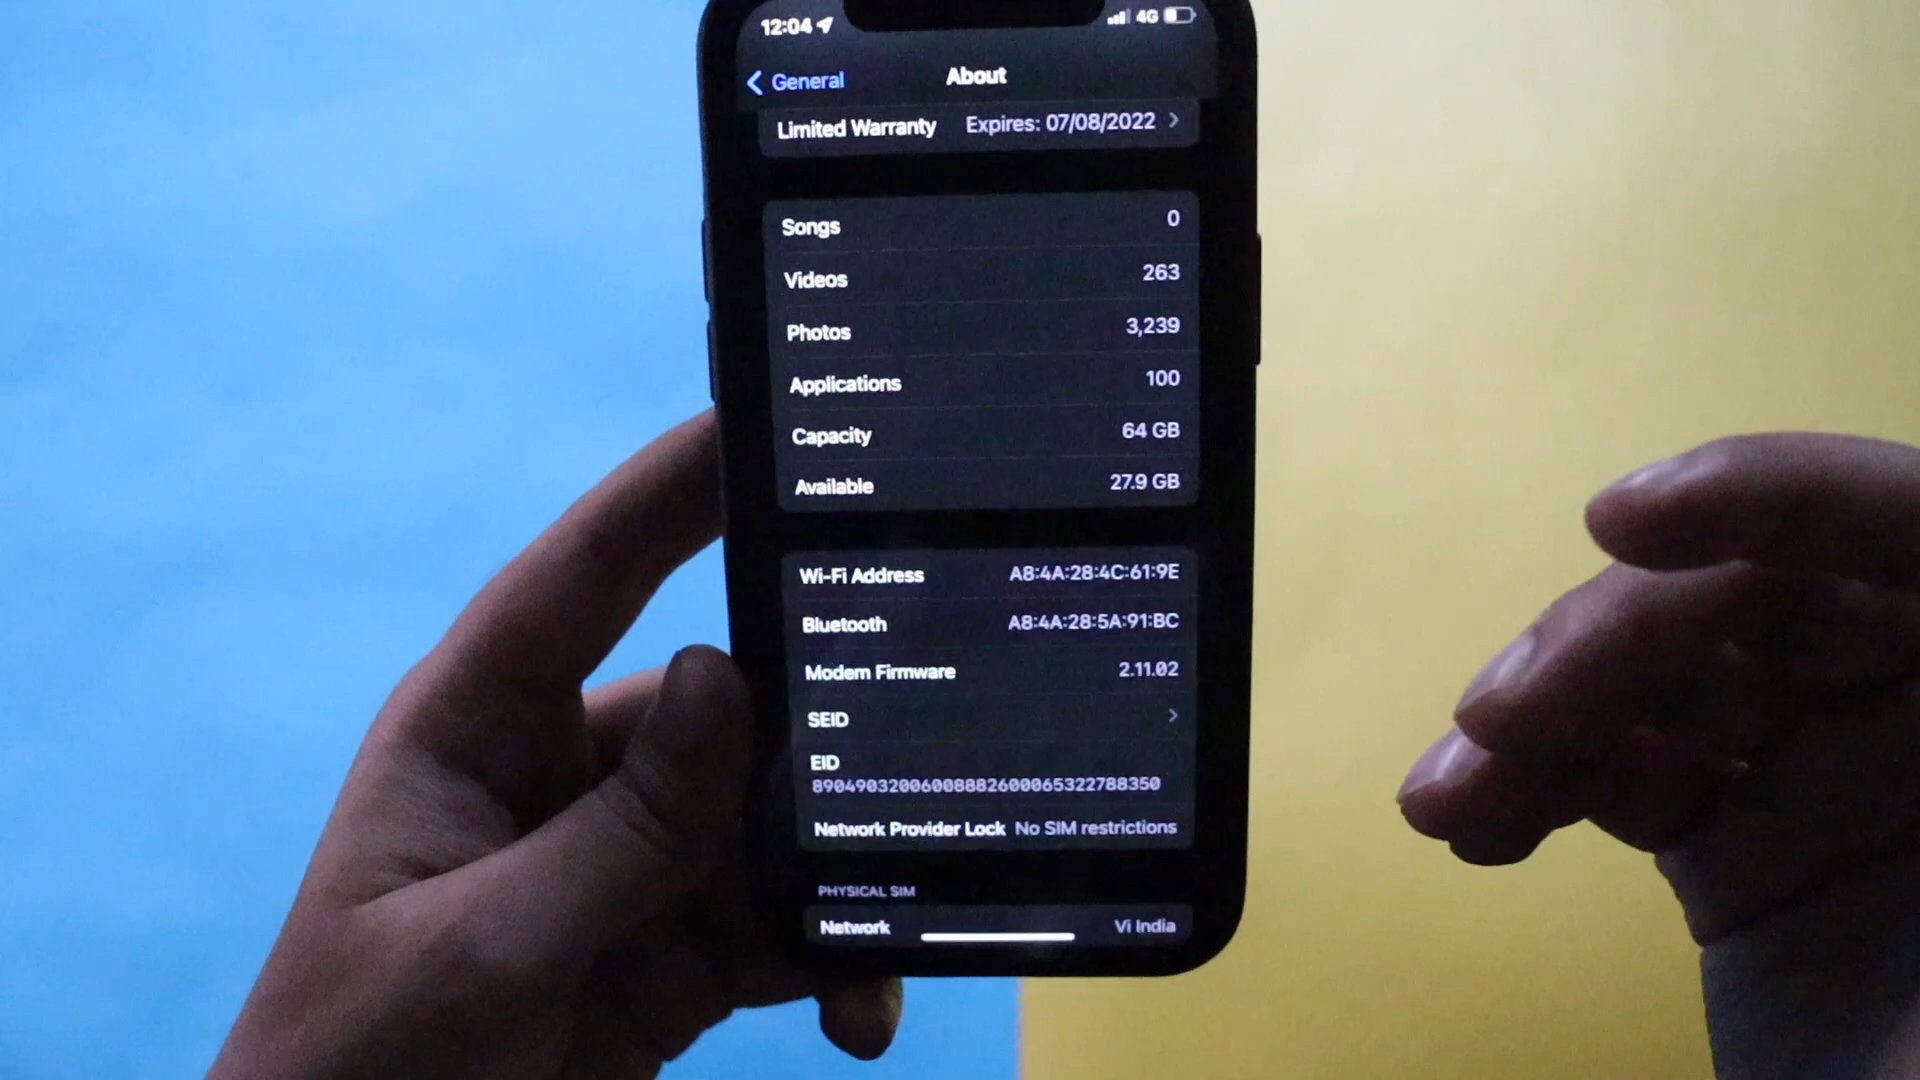 12:04 4G
General About
Limited Warranty Expires: 07/08/2022
Songs 0
Videos 263
Photos 3,239
Applications 100
Capacity 64 GB
Available 27.9 GB
Wi-Fi Address A8:4A:28:4C:61:9E
Bluetooth A8:4A:28:5A:91:BC
Modem Firmware 2.11.02
SEID
EID
89049032006008882600065322788350
Network Provider Lock No SIM restrictions
PHYSICAL SIM
Network Vi India